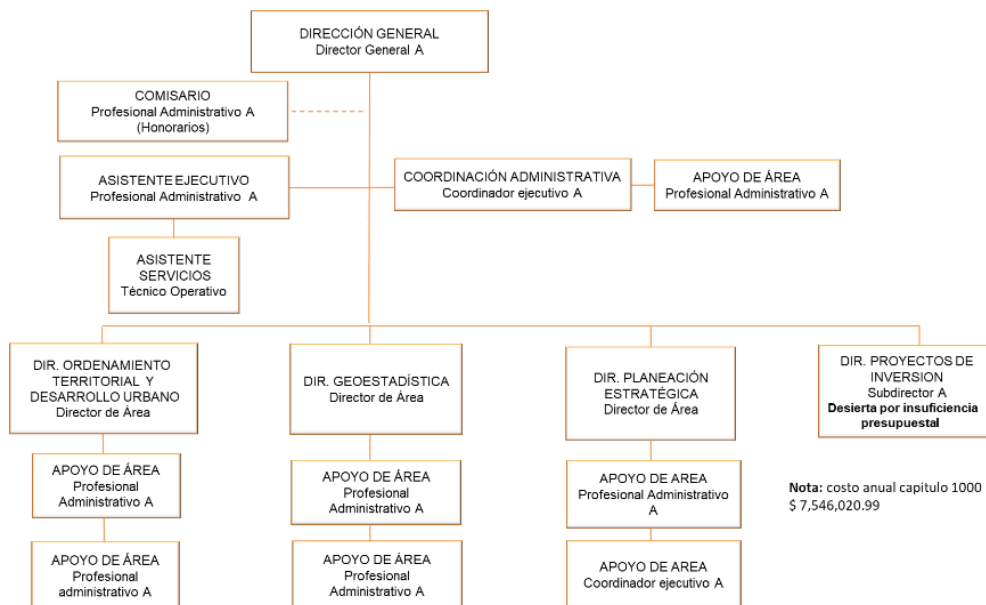 DIRECCIÓN GENERAL
Director General A
COMISARIO
Profesional Administrativo A
(Honorarios)
ASISTENTE EJECUTIVO
Profesional Administrativo A
COORDINACIÓN ADMINISTRATIVA
Coordinador ejecutivo A
APOYO DE ÁREA
Profesional Administrativo A
ASISTENTE
SERVICIOS
Técnico Operativo
DIR. ORDENAMIENTO
TERRITORIAL Y
DESARROLLO URBANO
Director de Área
DIR. GEOESTADÍSTICA
Director de Área
DIR. PLANEACIÓN
ESTRATÉGICA
Director de Área
DIR. PROYECTOS DE
INVERSION
Subdirector A
Desierta por insuficiencia
presupuestal
APOYO DE ÁREA
Profesional
Administrativo A
APOYO DE ÁREA
Profesional
Administrativo A
APOYO DE AREA
Profesional Administrativo
A
Nota: costo anual capitulo 1000
$ 7,546,020.99
APOYO DE ÁREA
Profesional
administrativo A
APOYO DE ÁREA
Profesional
Administrativo A
APOYO DE AREA
Coordinador ejecutivo A